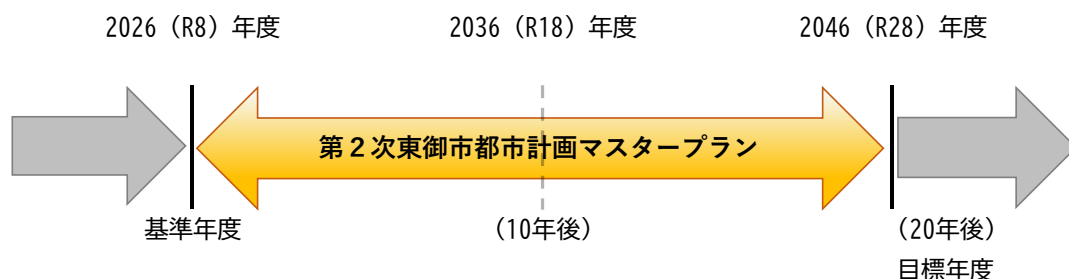 2026（R8）年度
2036（R18）年度
2046（R28）年度
第２次東御市都市計画マスタープラン
基準年度
（10年後）
（20年後）
目標年度